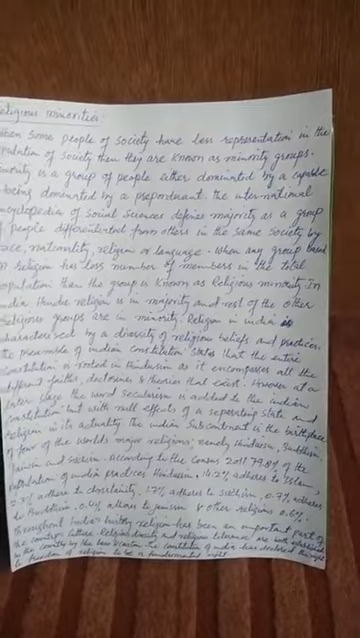 Religious minorities:
When some people of society have less representation in the
population of society then they are known as minority groups.
minority is a group of people either dominated by a capable
being dominated by a preponduant. the international
encyclopedia of social sciences defines majority as a group
of people differentiated from others in the same society by
race, nationality, religion or language. when any group based
on religion has less number of members in the total
population then the group is known as Religious minority. In
india Hindu religion is in majority and rest of the other
Religious groups are in minority. Religion in india is
characterised by a diversity of religious beliefs and practices.
the preamble of indian constitution states that the entire
constitution is rooted in Hinduism as it encompasses all the
different faiths, doctrines & theories that exist. However at a
later stage the word secularism is added to the indian
constitution but with null effects of a separating state and
religion in its actuality the indian subcontinent is the birthplace
of four of the worlds major religions; namely Hinduism, Buddhism
Jainism and sikhism. According to the census 2011 79.8% of the
population of india practices Hinduism, 14.2% adheres to Islam,
2.3% adheres to christianity, 1.7% adheres to sikhism, 0.7% adheres
to Buddhism, 0.4% adheres to jainism & other religions 0.6%.
Throughout India's history religion has been an important part of
the country's culture. Religious diversity and religious tolerance are both established
in the country by the law & custom. the constitution of india has declared the right
to freedom of religion to be a fundamental right.